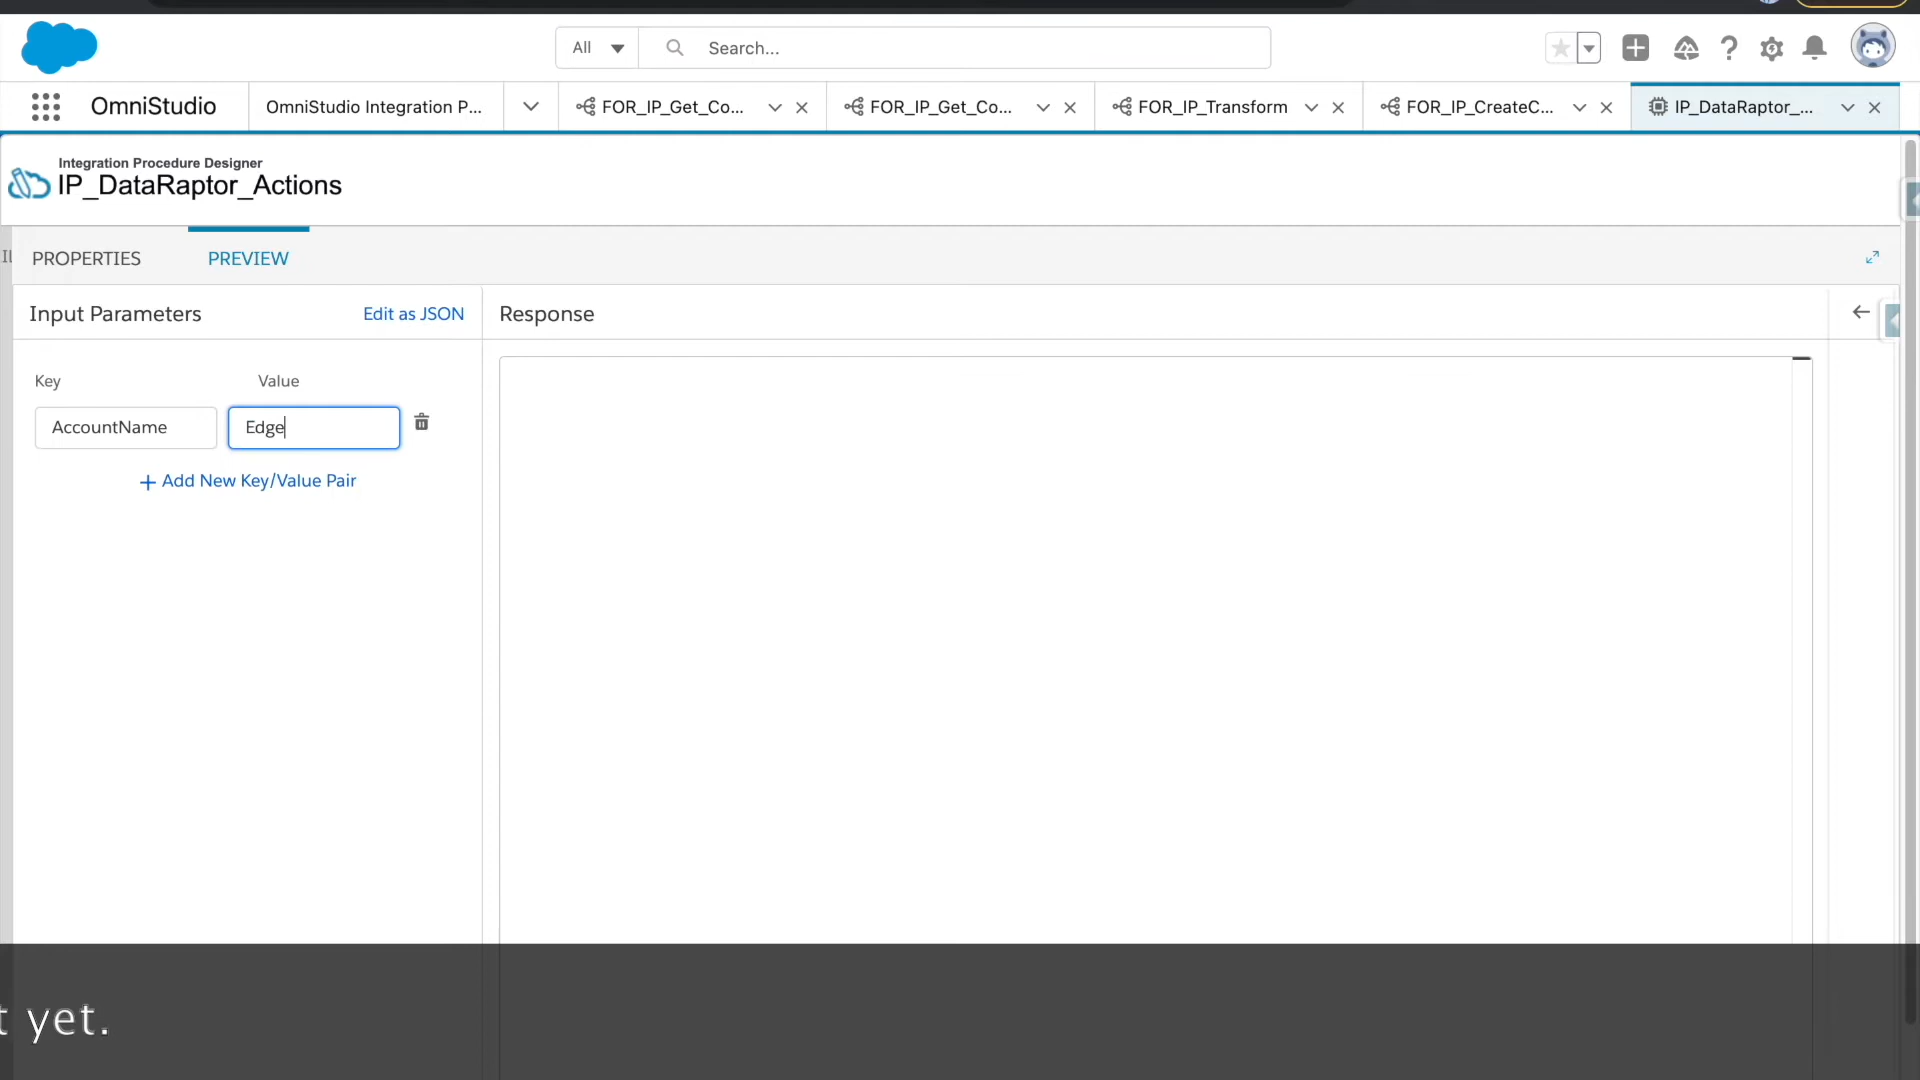 All
Search...
OmniStudio
OmniStudio Integration P...
FOR_IP_Get_Co...
FOR_IP_Get_Co...
FOR_IP_Transform
FOR_IP_CreateC...
IP_DataRaptor_...
Integration Procedure Designer
IP_DataRaptor_Actions
PROPERTIES
PREVIEW
Input Parameters
Edit as JSON
Response
Key
Value
AccountName
Edge
Add New Key/Value Pair
yet.